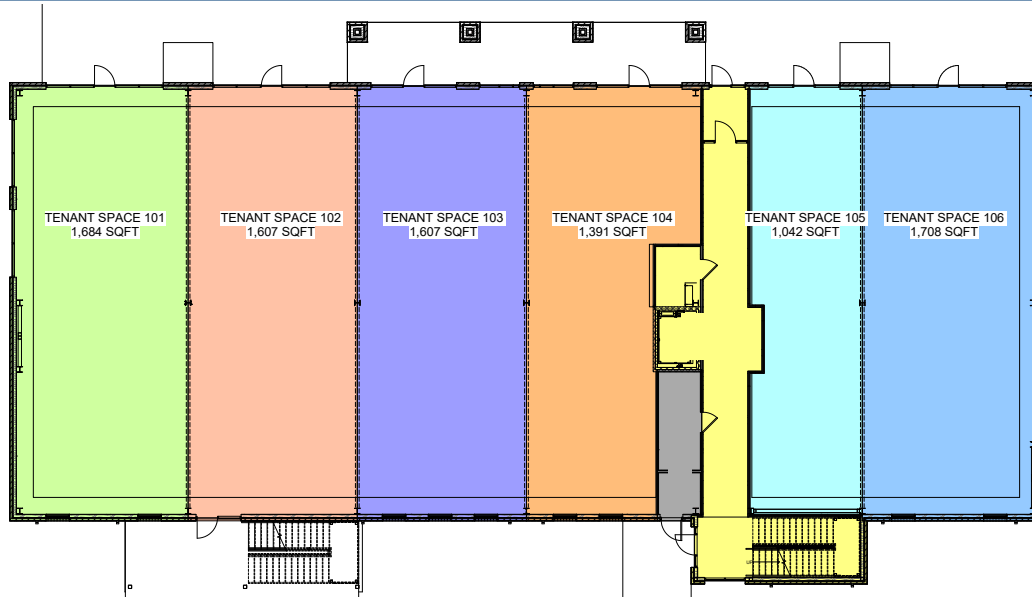 TENANT SPACE 101
1,684 SQFT
TENANT SPACE 102
1,607 SQFT
TENANT SPACE 103
1,607 SQFT
TENANT SPACE 104
1,391 SQFT
TENANT SPACE 105
1,042 SQFT
TENANT SPACE 106
1,708 SQFT